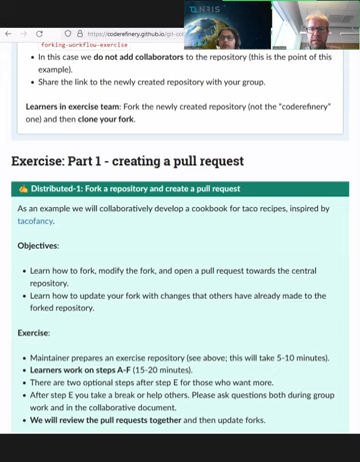 https://coderefinery.github.io/git-col
forking-workflow-exercise
• In this case we do not add collaborators to the repository (this is the point of this
example).
• Share the link to the newly created repository with your group.
Learners in exercise team: Fork the newly created repository (not the "coderefinery"
one) and then clone your fork.
Exercise: Part 1 - creating a pull request
Distributed-1: Fork a repository and create a pull request
As an example we will collaboratively develop a cookbook for taco recipes, inspired by
tacofancy.
Objectives:
• Learn how to fork, modify the fork, and open a pull request towards the central
repository.
• Learn how to update your fork with changes that others have already made to the
forked repository.
Exercise:
• Maintainer prepares an exercise repository (see above; this will take 5-10 minutes).
• Learners work on steps A-F (15-20 minutes).
• There are two optional steps after step E for those who want more.
• After step E you take a break or help others. Please ask questions both during group
work and in the collaborative document.
• We will review the pull requests together and then update forks.